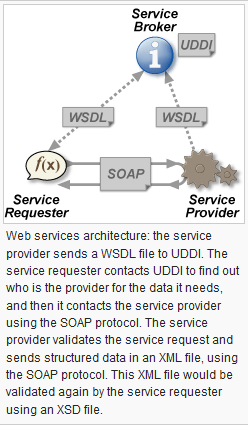 Service
Broker
UDDI
WSDL
WSDL
f(x)
SOAP
Service
Requester
Service
Provider
Web services architecture: the service
provider sends a WSDL file to UDDI. The
service requester contacts UDDI to find out
who is the provider for the data it needs,
and then it contacts the service provider
using the SOAP protocol. The service
provider validates the service request and
sends structured data in an XML file, using
the SOAP protocol. This XML file would be
validated again by the service requester
using an XSD file.